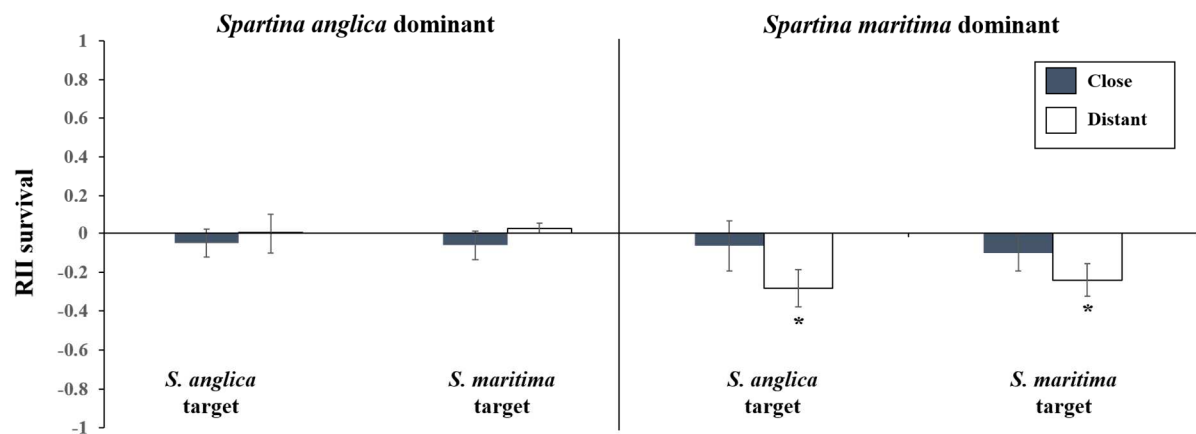 Spartina anglica dominant
Spartina maritima dominant
1
0.8
0.6
0.4
0.2
0
-0.2
-0.4
-0.6
-0.8
-1
RII survival
Close
Distant
*
*
S. anglica
target
S. maritima
target
S. anglica
target
S. maritima
target